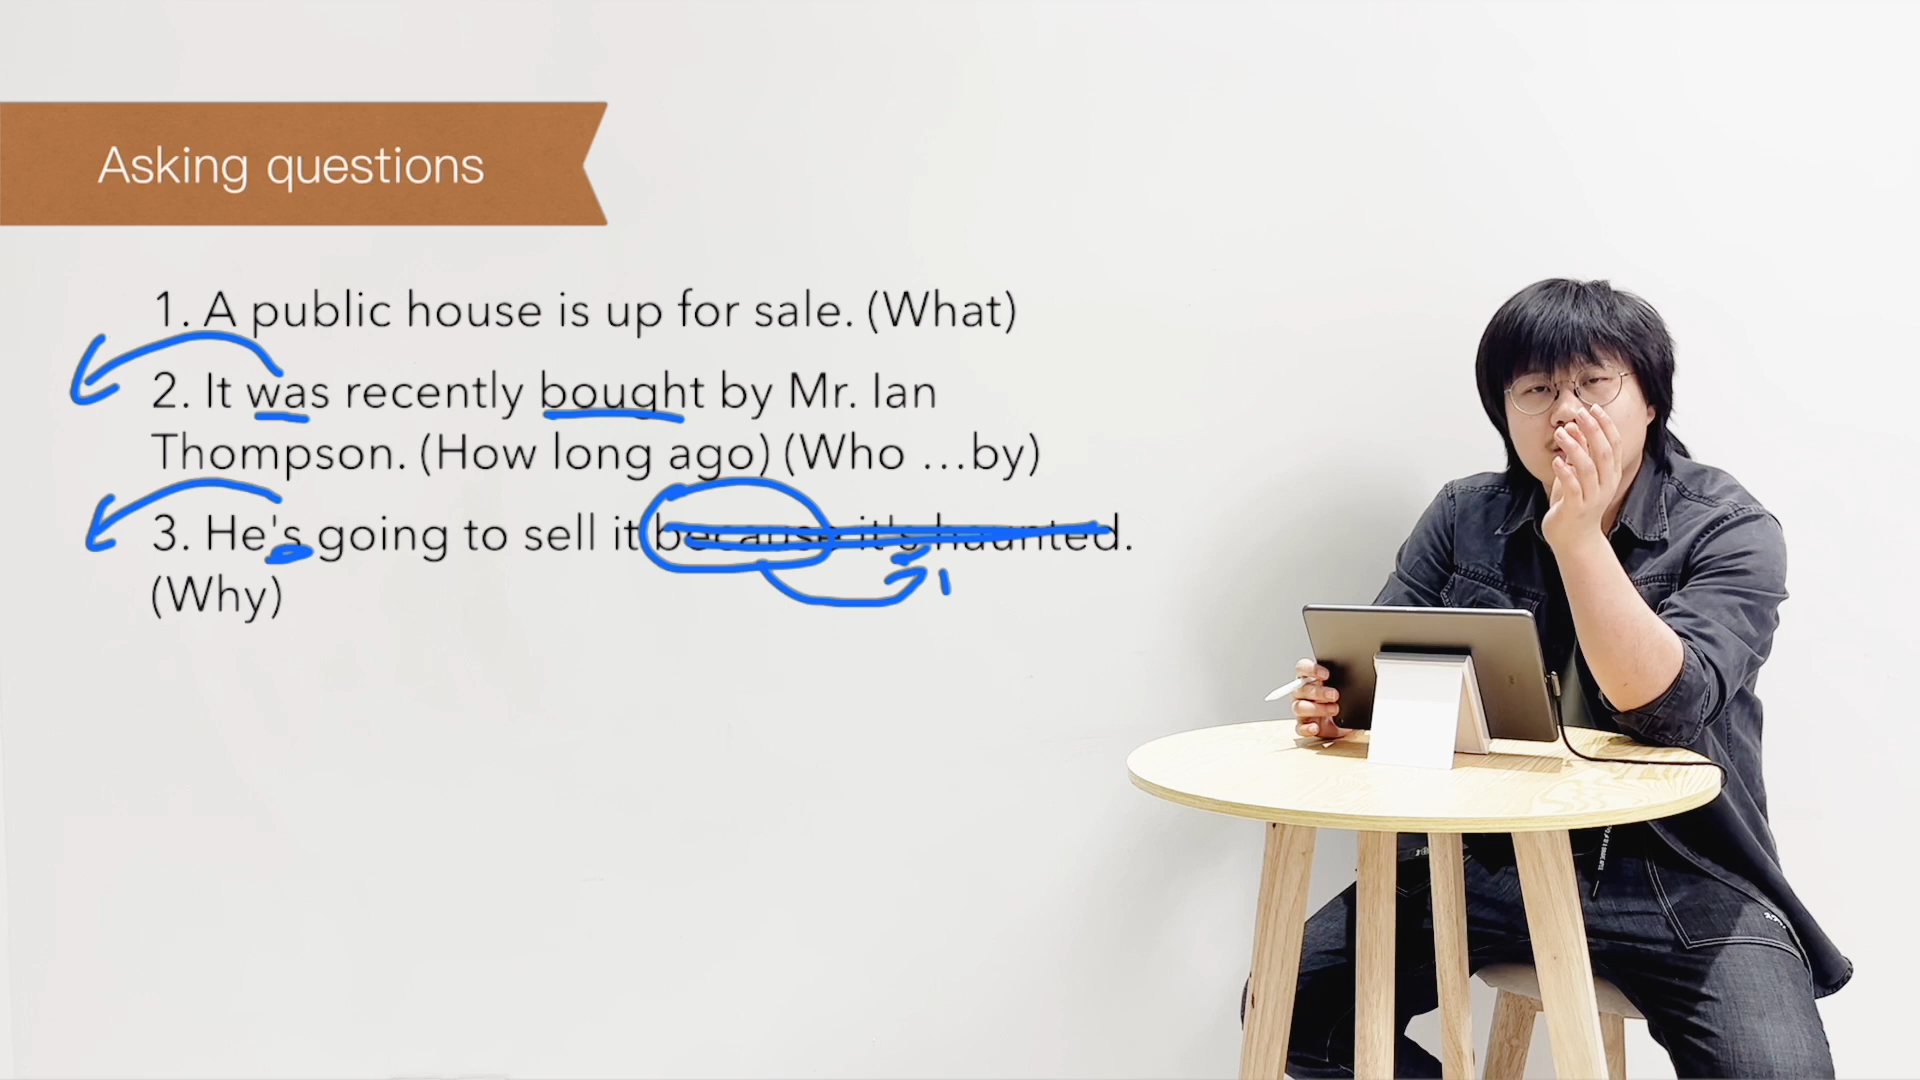 Asking questions
1. A public house is up for sale. (What)
2. It was recently bought by Mr. Ian
Thompson. (How long ago) (Who ...by)
3. He's going to sell it because it's haunted.
(Why)